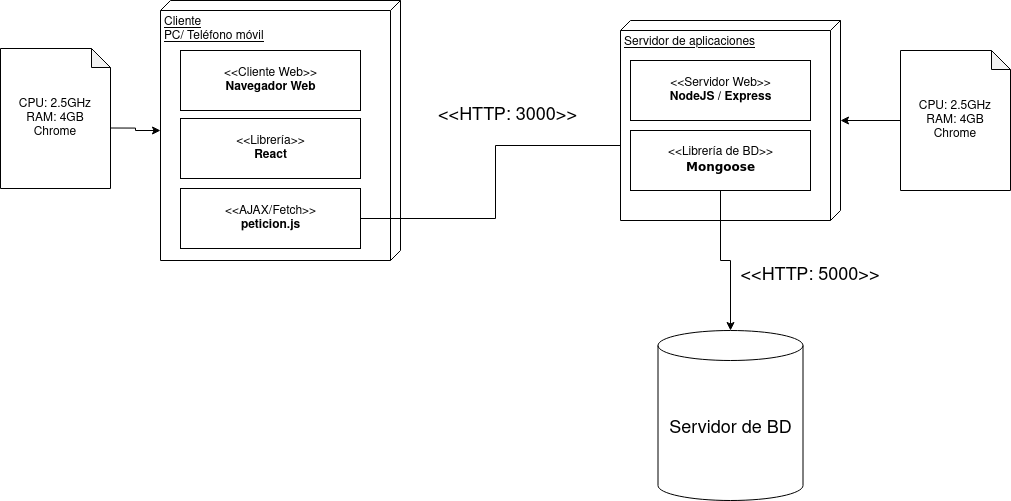 Cliente
PC/ Teléfono móvil
CPU: 2.5GHz
RAM: 4GB
Chrome
<<Cliente Web>>
Navegador Web
<<Librería>>
React
<<AJAX/Fetch>>
peticion.js
<<HTTP: 3000>>
Servidor de aplicaciones
<<Servidor Web>>
NodeJS / Express
<<Librería de BD>>
Mongoose
CPU: 2.5GHz
RAM: 4GB
Chrome
<<HTTP: 5000>>
Servidor de BD